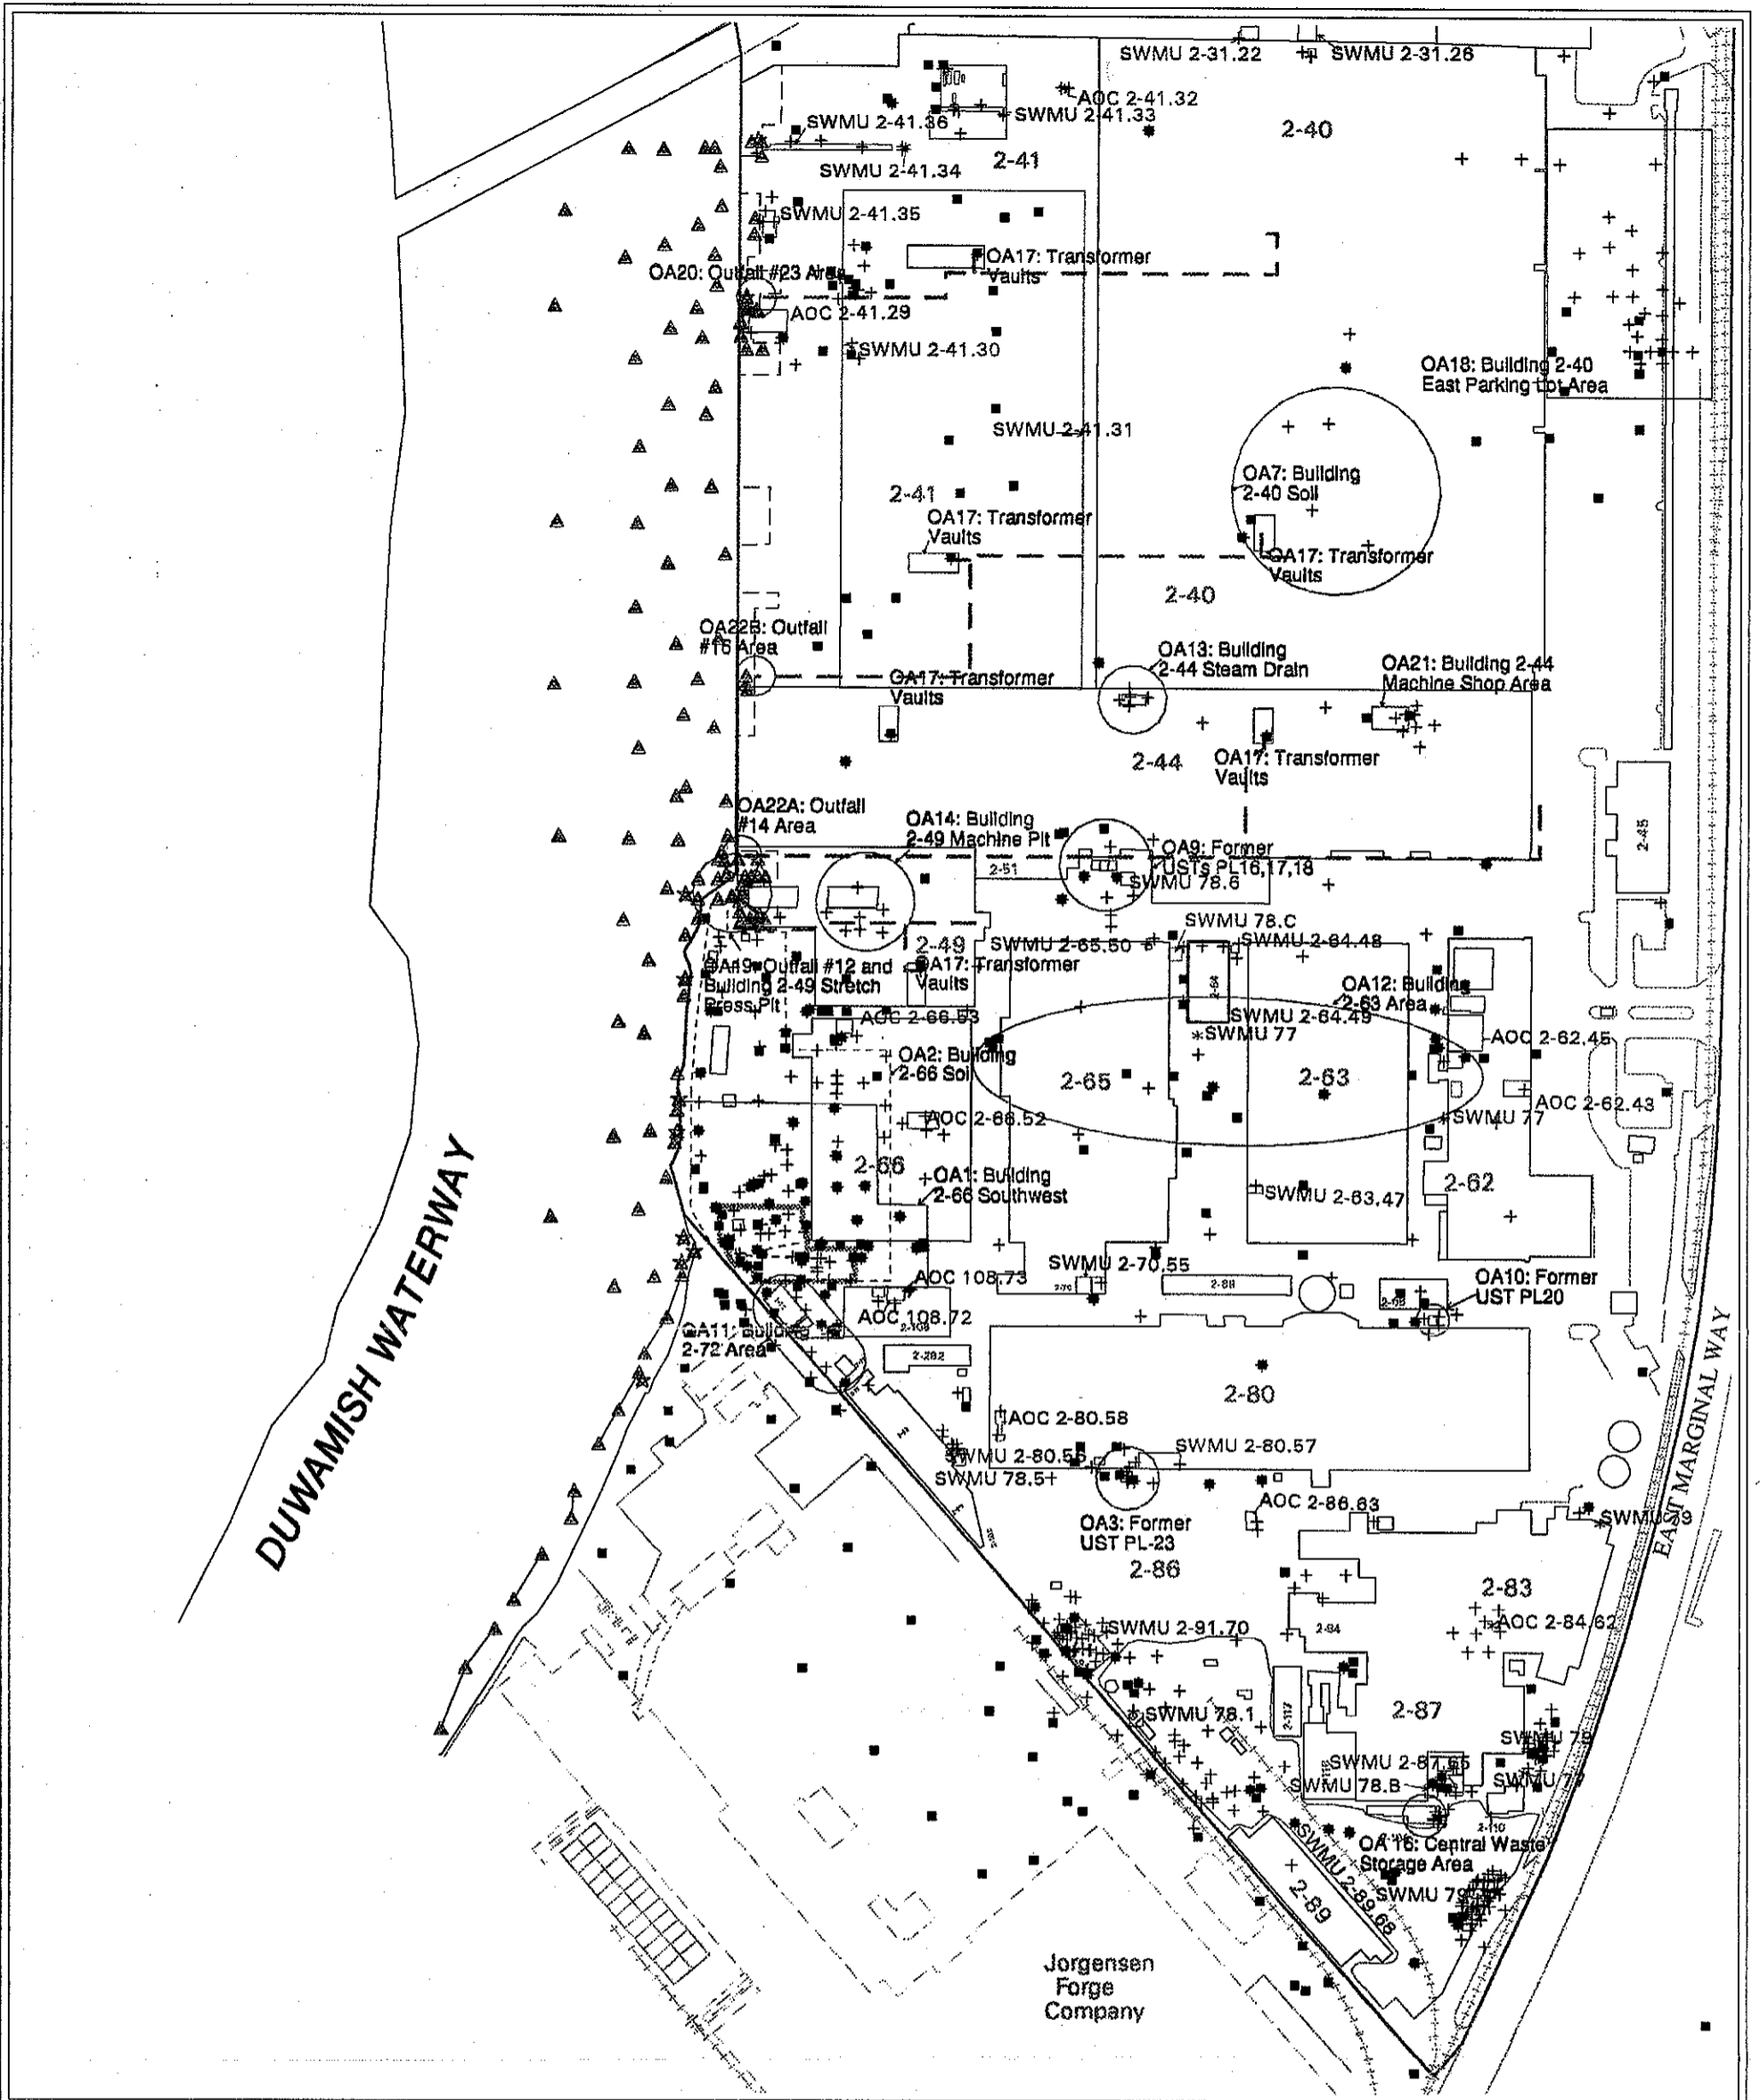 SWMU 2-31.22
SWMU 2-31.26
AOC 2-41.32
SWMU 2-41.33
2-40
SWMU 2-41.36
2-41
SWMU 2-41.34
SWMU 2-41.35
OA17: Transformer
Vaults
OA20: Outfall #23 Area
AOC 2-41.29
SWMU 2-41.30
OA18: Building 2-40
East Parking Lot Area
SWMU 2-41.31
OA7: Building
2-40 Soil
2-41
OA17: Transformer
Vaults
OA17: Transformer
Vaults
2-40
OA22B: Outfall
Area
OA13: Building
2-44 Steam Drain
OA21: Building 2-44
Machine Shop Area
OA17: Transformer
Vaults
2-44
OA17: Transformer
Vaults
OA22A: Outfall
#14 Area
OA14: Building
2-49 Machine Pit
2-45
OA9: Former
USTs PL16,17,18
2-51
SWMU 78.6
SWMU 78.C
2-49
SWMU 2-65.50
SWMU 2-64.48
OA19: Outfall #12 and
Building 2-49 Stretch
Press Pit
OA17: Transformer
Vaults
2-64
OA12: Building
2-63 Area
AOC 2-66.53
SWMU 2-64.49
SWMU 77
AOC 2-62.45
OA2: Building
2-66 Soil
2-65
2-63
AOC 2-62.43
AOC 2-66.52
SWMU 77
2-66
OA1: Building
2-66 Southwest
2-62
SWMU 2-63.47
SWMU 2-70.55
AOC 108.73
2-88
OA10: Former
UST PL20
AOC 108.72
OA11: Building
2-72 Area
2-282
DUWAMISH WATERWAY
2-80
AOC 2-80.58
SWMU 2-80.57
SWMU 78.5
AOC 2-86.63
OA3: Former
UST PL-23
2-86
EAST MARGINAL WAY
2-83
AOC 2-84.62
SWMU 2-91.70
2-84
2-87
SWMU 78.1
2-117
SWMU 2-87.65
SWMU 78.B
2-110
OA 16: Central Waste
Storage Area
SWMU 2-89.68
2-89
Jorgensen
Forge
Company